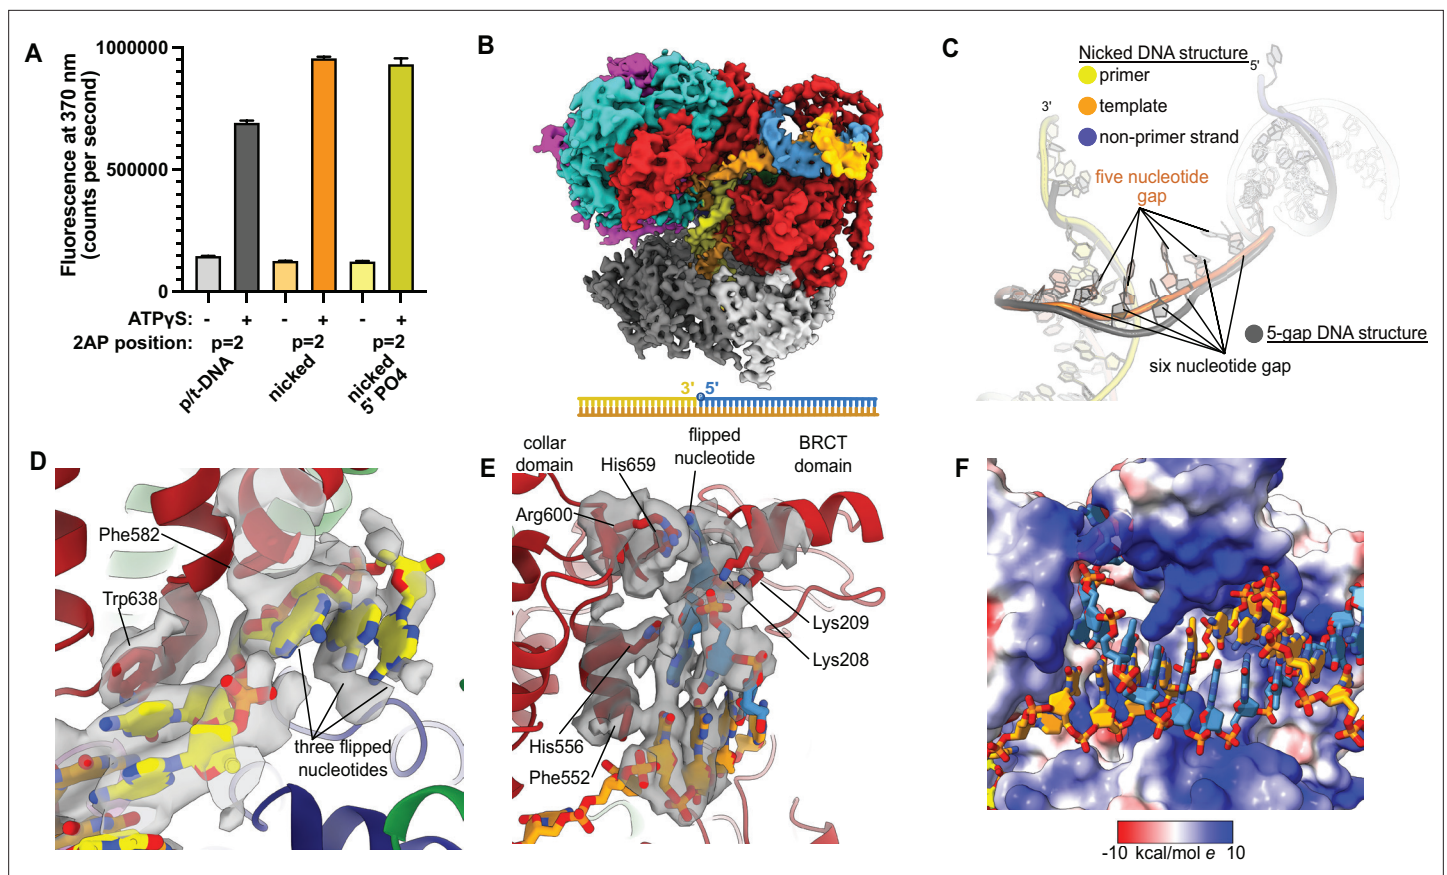 A
Fluorescence at 370 nm
(counts per second)
1000000
500000
0
ATPγS: - + - + - +
2AP position: p=2 p=2 p=2
p/t-DNA
nicked
nicked
5' PO4
B
3' 5'
P
C
Nicked DNA structure
5'
primer
3'
template
non-primer strand
five nucleotide
gap
5-gap DNA structure
six nucleotide gap
D
Phe582
Trp638
three flipped
nucleotides
E
collar
domain
flipped
nucleotide
BRCT
domain
His659
Arg600
Lys209
Lys208
His556
Phe552
F
-10 kcal/mol e 10